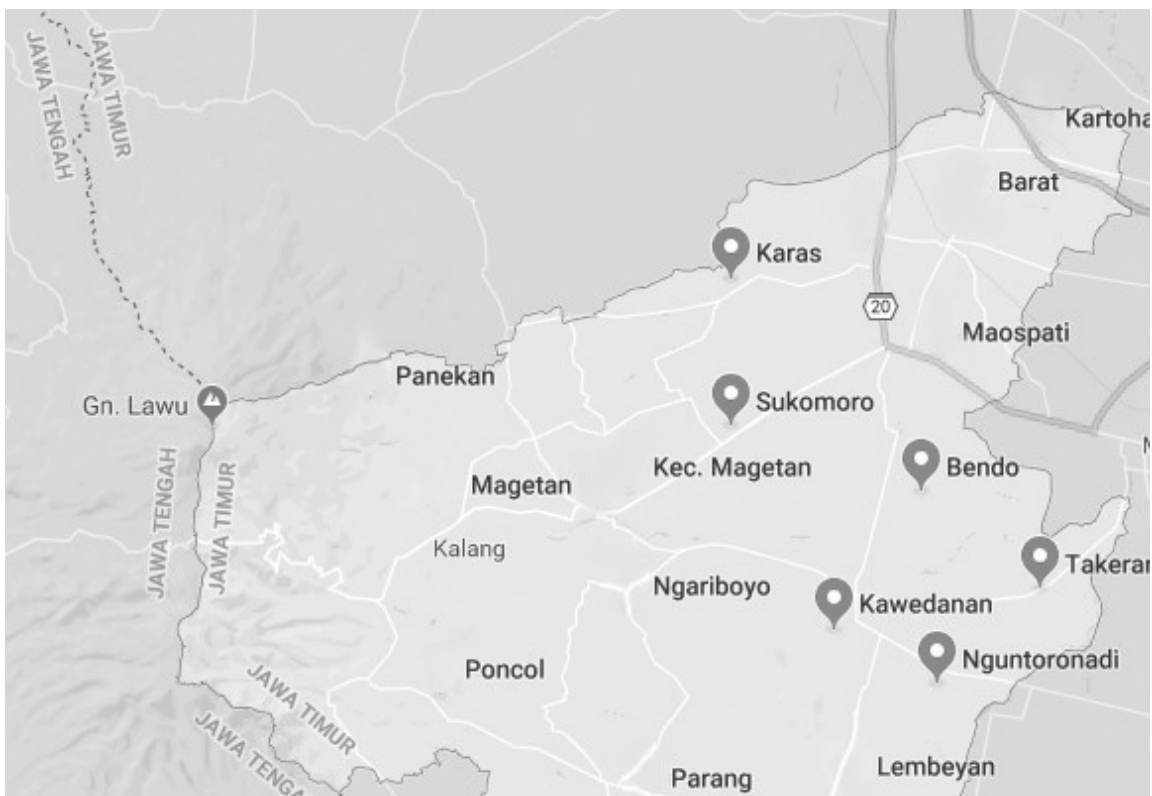 JAWA TENGAH
JAWA TIMUR
Kartoha
Barat
Karas
20
Maospati
Panekan
Gn. Lawu
Sukomoro
Kec. Magetan
Bendo
Magetan
JAWA TENGAH
JAWA TIMUR
Kalang
Ngariboyo
Takeran
Kawedanan
Poncol
Nguntoronadi
JAWA TIMUR
JAWA TENGA
Parang
Lembeyan